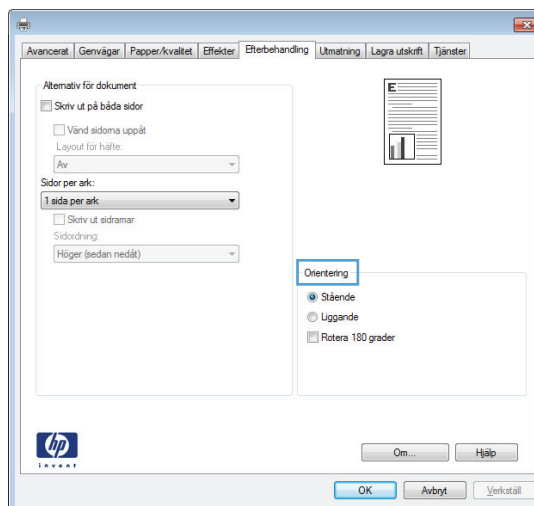 Avancerat Genvägar Papper/kvalitet Effekter Efterbehandling Utmatning Lagra utskrift Tjänster
Alternativ för dokument
Skriv ut på båda sidor
Vänd sidorna uppåt
Layout för häfte:
Av
Sidor per ark:
1 sida per ark
Skriv ut sidramar
Sidordning:
Höger (sedan nedåt)
E
Orientering
Stående
Liggande
Rotera 180 grader
hp
invent
Om... Hjälp
OK Avbryt Verkställ